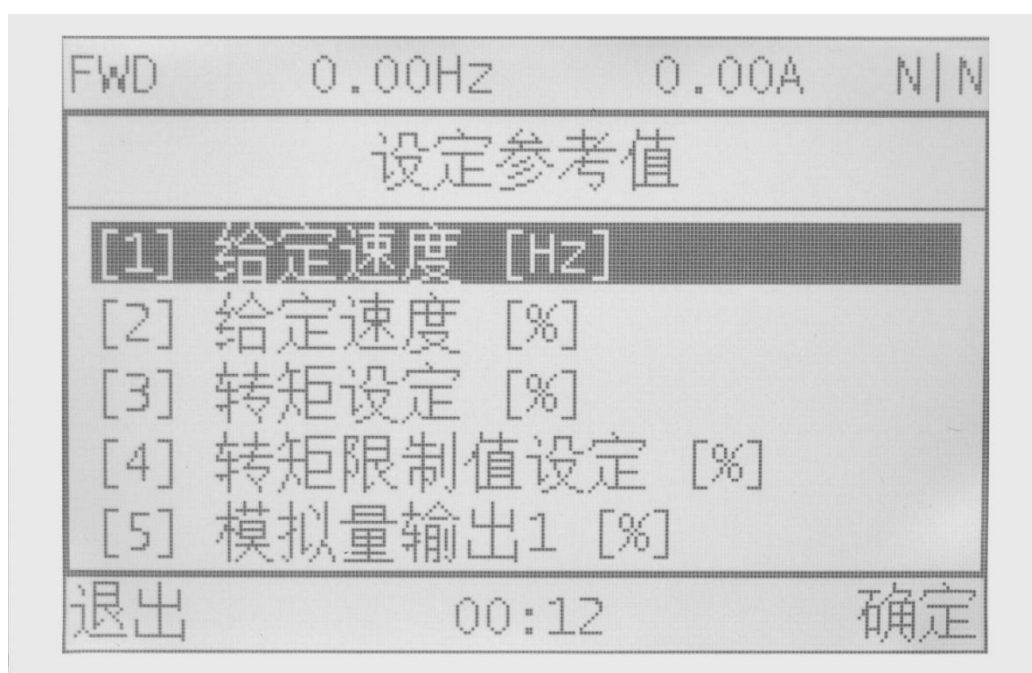 FWD 0.00Hz 0.00A N|N
设定参考值
[1] 给定速度 [Hz]
[2] 给定速度 [%]
[3] 转矩设定 [%]
[4] 转矩限制值设定 [%]
[5] 模拟量输出1 [%]
退出 00:12 确定